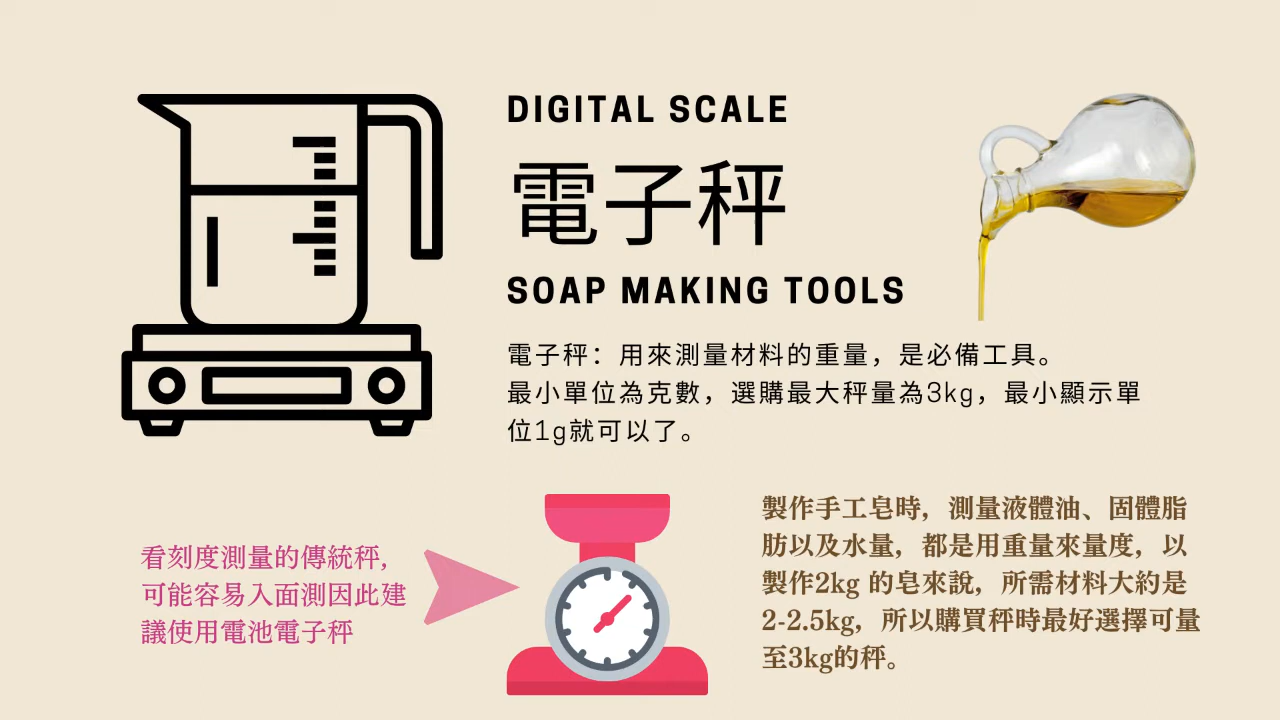 DIGITAL SCALE
電子秤
SOAP MAKING TOOLS
電子秤：用來測量材料的重量，是必備工具。
最小單位為克數，選購最大秤量為3kg，最小顯示單
位1g就可以了。
看刻度測量的傳統秤,
可能容易入面測因此建
議使用電池電子秤
製作手工皂時，測量液體油、固體脂
肪以及水量，都是用重量來量度，以
製作2kg 的皂來說，所需材料大約是
2-2.5kg，所以購買秤時最好選擇可量
至3kg的秤。